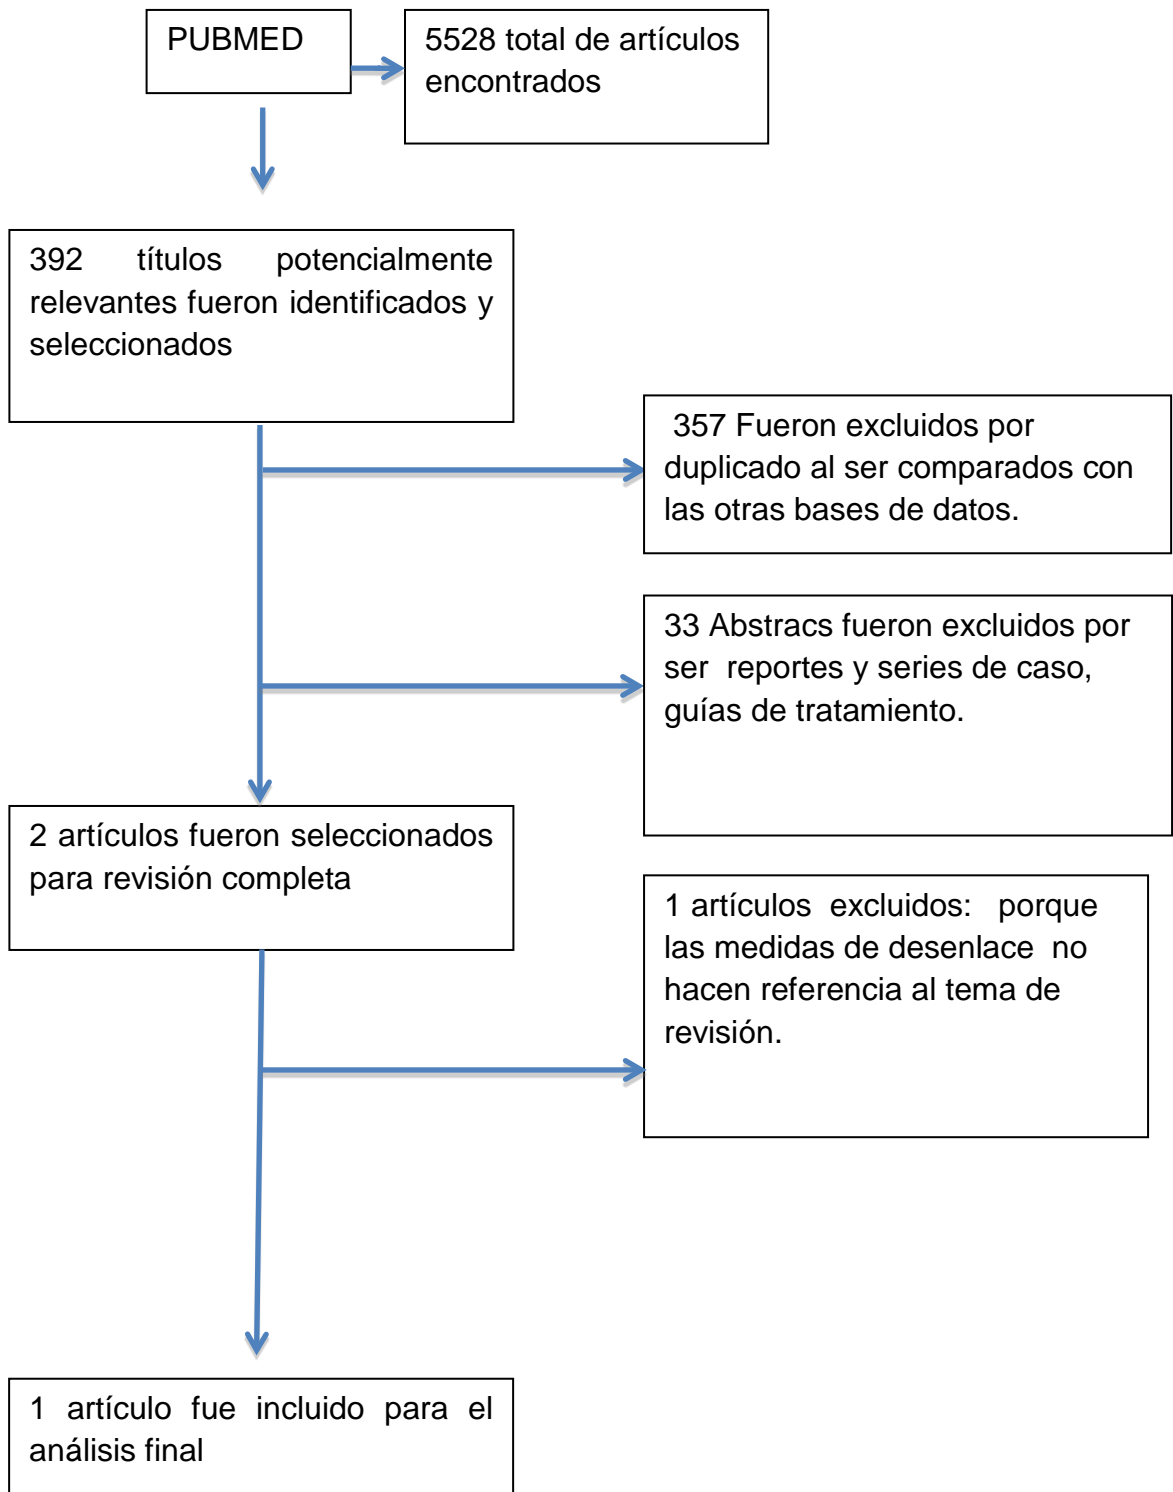 PUBMED
5528 total de artículos
encontrados
392 títulos potencialmente
relevantes fueron identificados y
seleccionados
357 Fueron excluidos por
duplicado al ser comparados con
las otras bases de datos.
33 Abstracs fueron excluidos por
ser reportes y series de caso,
guías de tratamiento.
2 artículos fueron seleccionados
para revisión completa
1 artículos excluidos: porque
las medidas de desenlace no
hacen referencia al tema de
revisión.
1 artículo fue incluido para el
análisis final